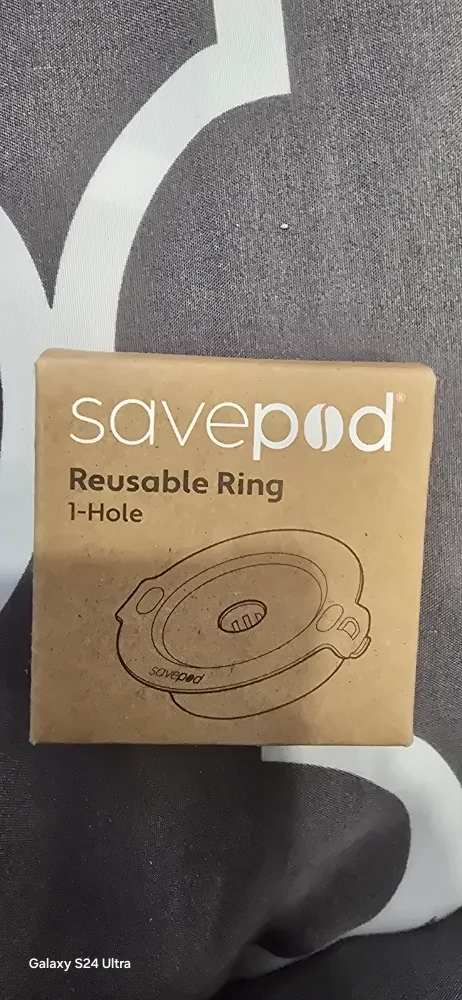 savepod®
Reusable Ring
1-Hole
savepod
Galaxy S24 Ultra